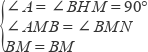 ∠A = ∠BHM = 90°
∠AMB = ∠BMN
BM = BM